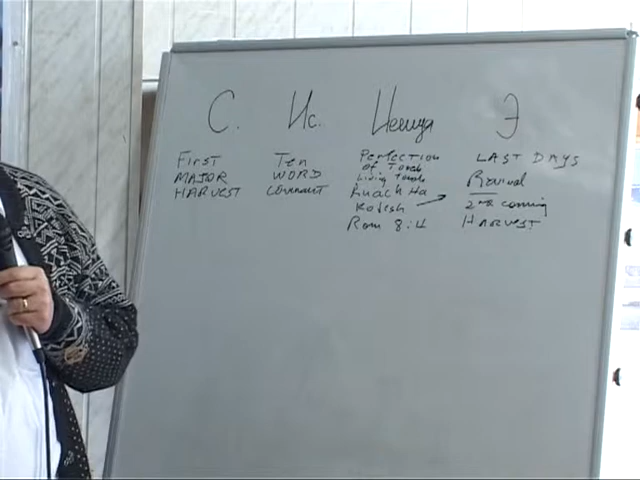 С. Ис. Иешуа Э
FIRST
MAJOR
HARVEST
Ten
WORD
COVENANT
Perfection
of Torah
Living Torah
Ruach Ha
Kodesh
Rom 8:4
LAST DAYS
Revival
2nd coming
HARVEST